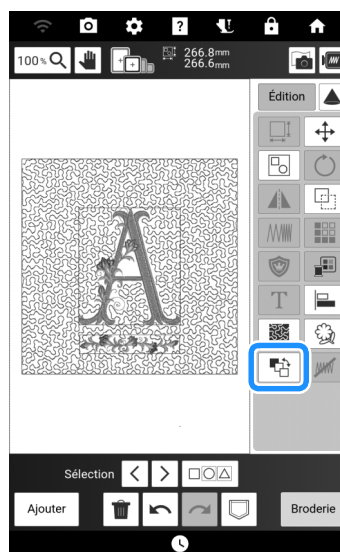 ?
100%
266.8mm
266.6mm
Édition
T
A
Sélection
Ajouter
Broderie